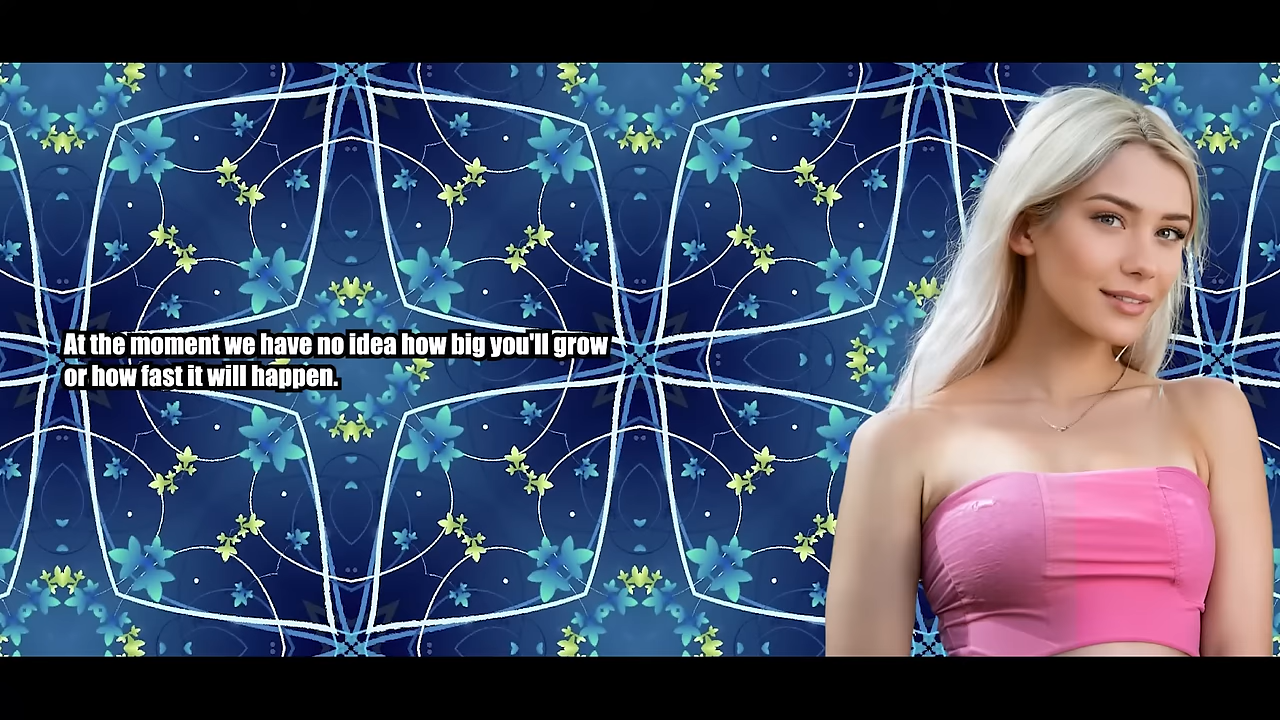 At the moment we have no idea how big you'll grow
or how fast it will happen.